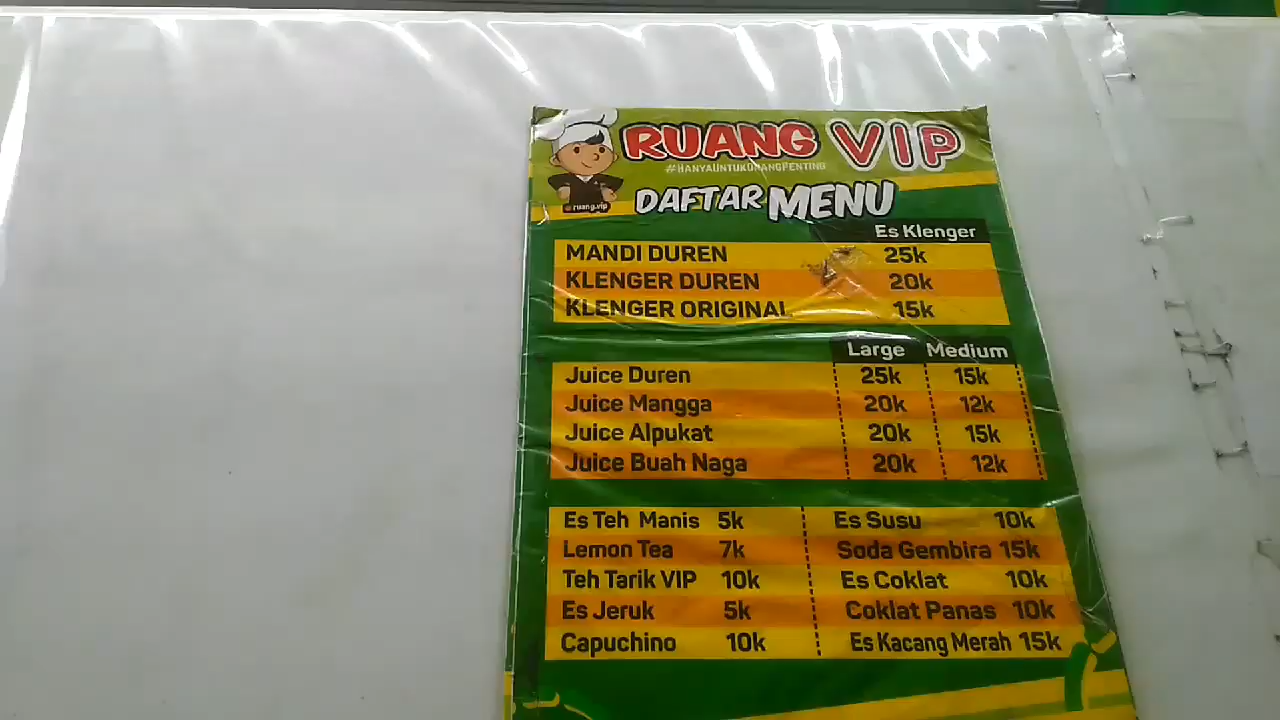 RUANG VIP
#HANYAUNTUKORANGPENTING
@ruang.vip
DAFTAR MENU
Es Klenger
MANDI DUREN 25k
KLENGER DUREN 20k
KLENGER ORIGINAL 15k
Large Medium
Juice Duren 25k 15k
Juice Mangga 20k 12k
Juice Alpukat 20k 15k
Juice Buah Naga 20k 12k
Es Teh Manis 5k Es Susu 10k
Lemon Tea 7k Soda Gembira 15k
Teh Tarik VIP 10k Es Coklat 10k
Es Jeruk 5k Coklat Panas 10k
Capuchino 10k Es Kacang Merah 15k